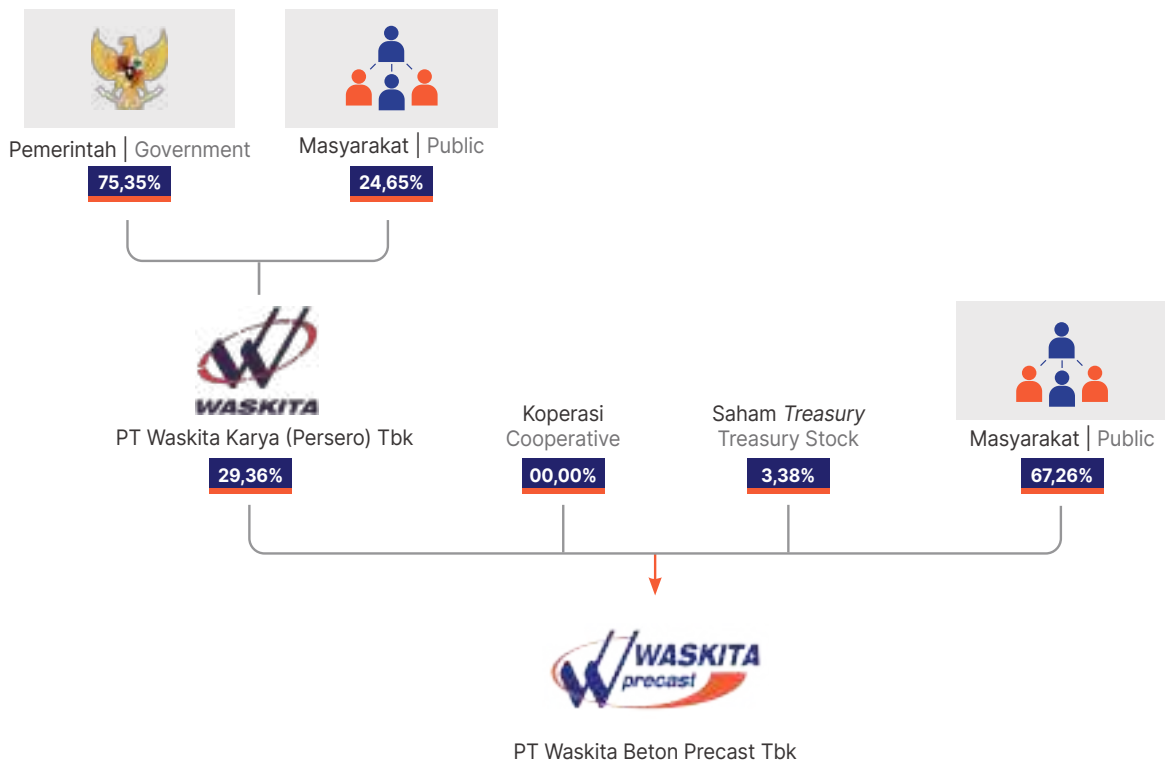 Pemerintah | Government
75,35%
Masyarakat | Public
24,65%
WASKITA
PT Waskita Karya (Persero) Tbk
29,36%
Koperasi
Cooperative
00,00%
Saham Treasury
Treasury Stock
3,38%
Masyarakat | Public
67,26%
WASKITA
precast
PT Waskita Beton Precast Tbk